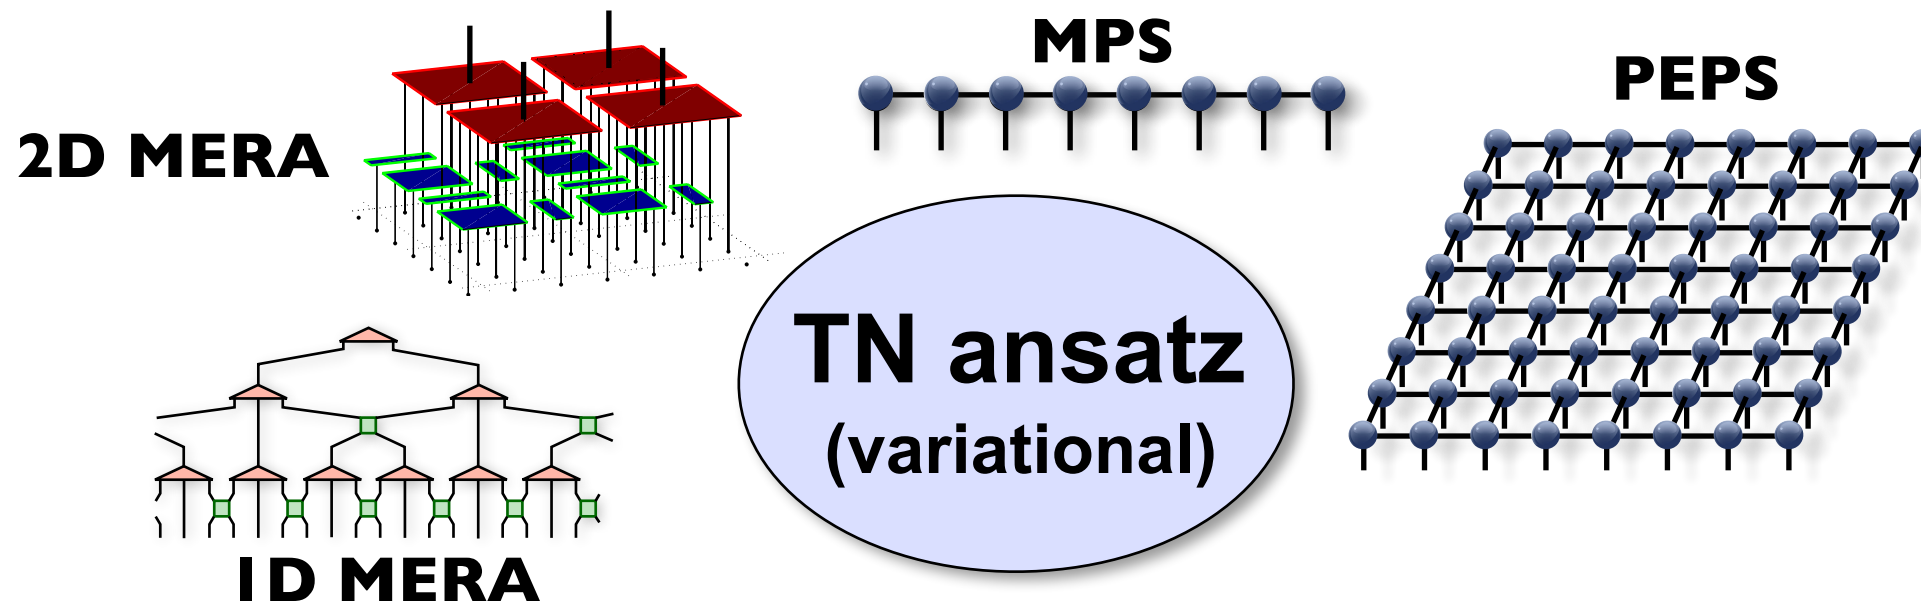 MPS
PEPS
2D MERA
TN ansatz
(variational)
1D MERA